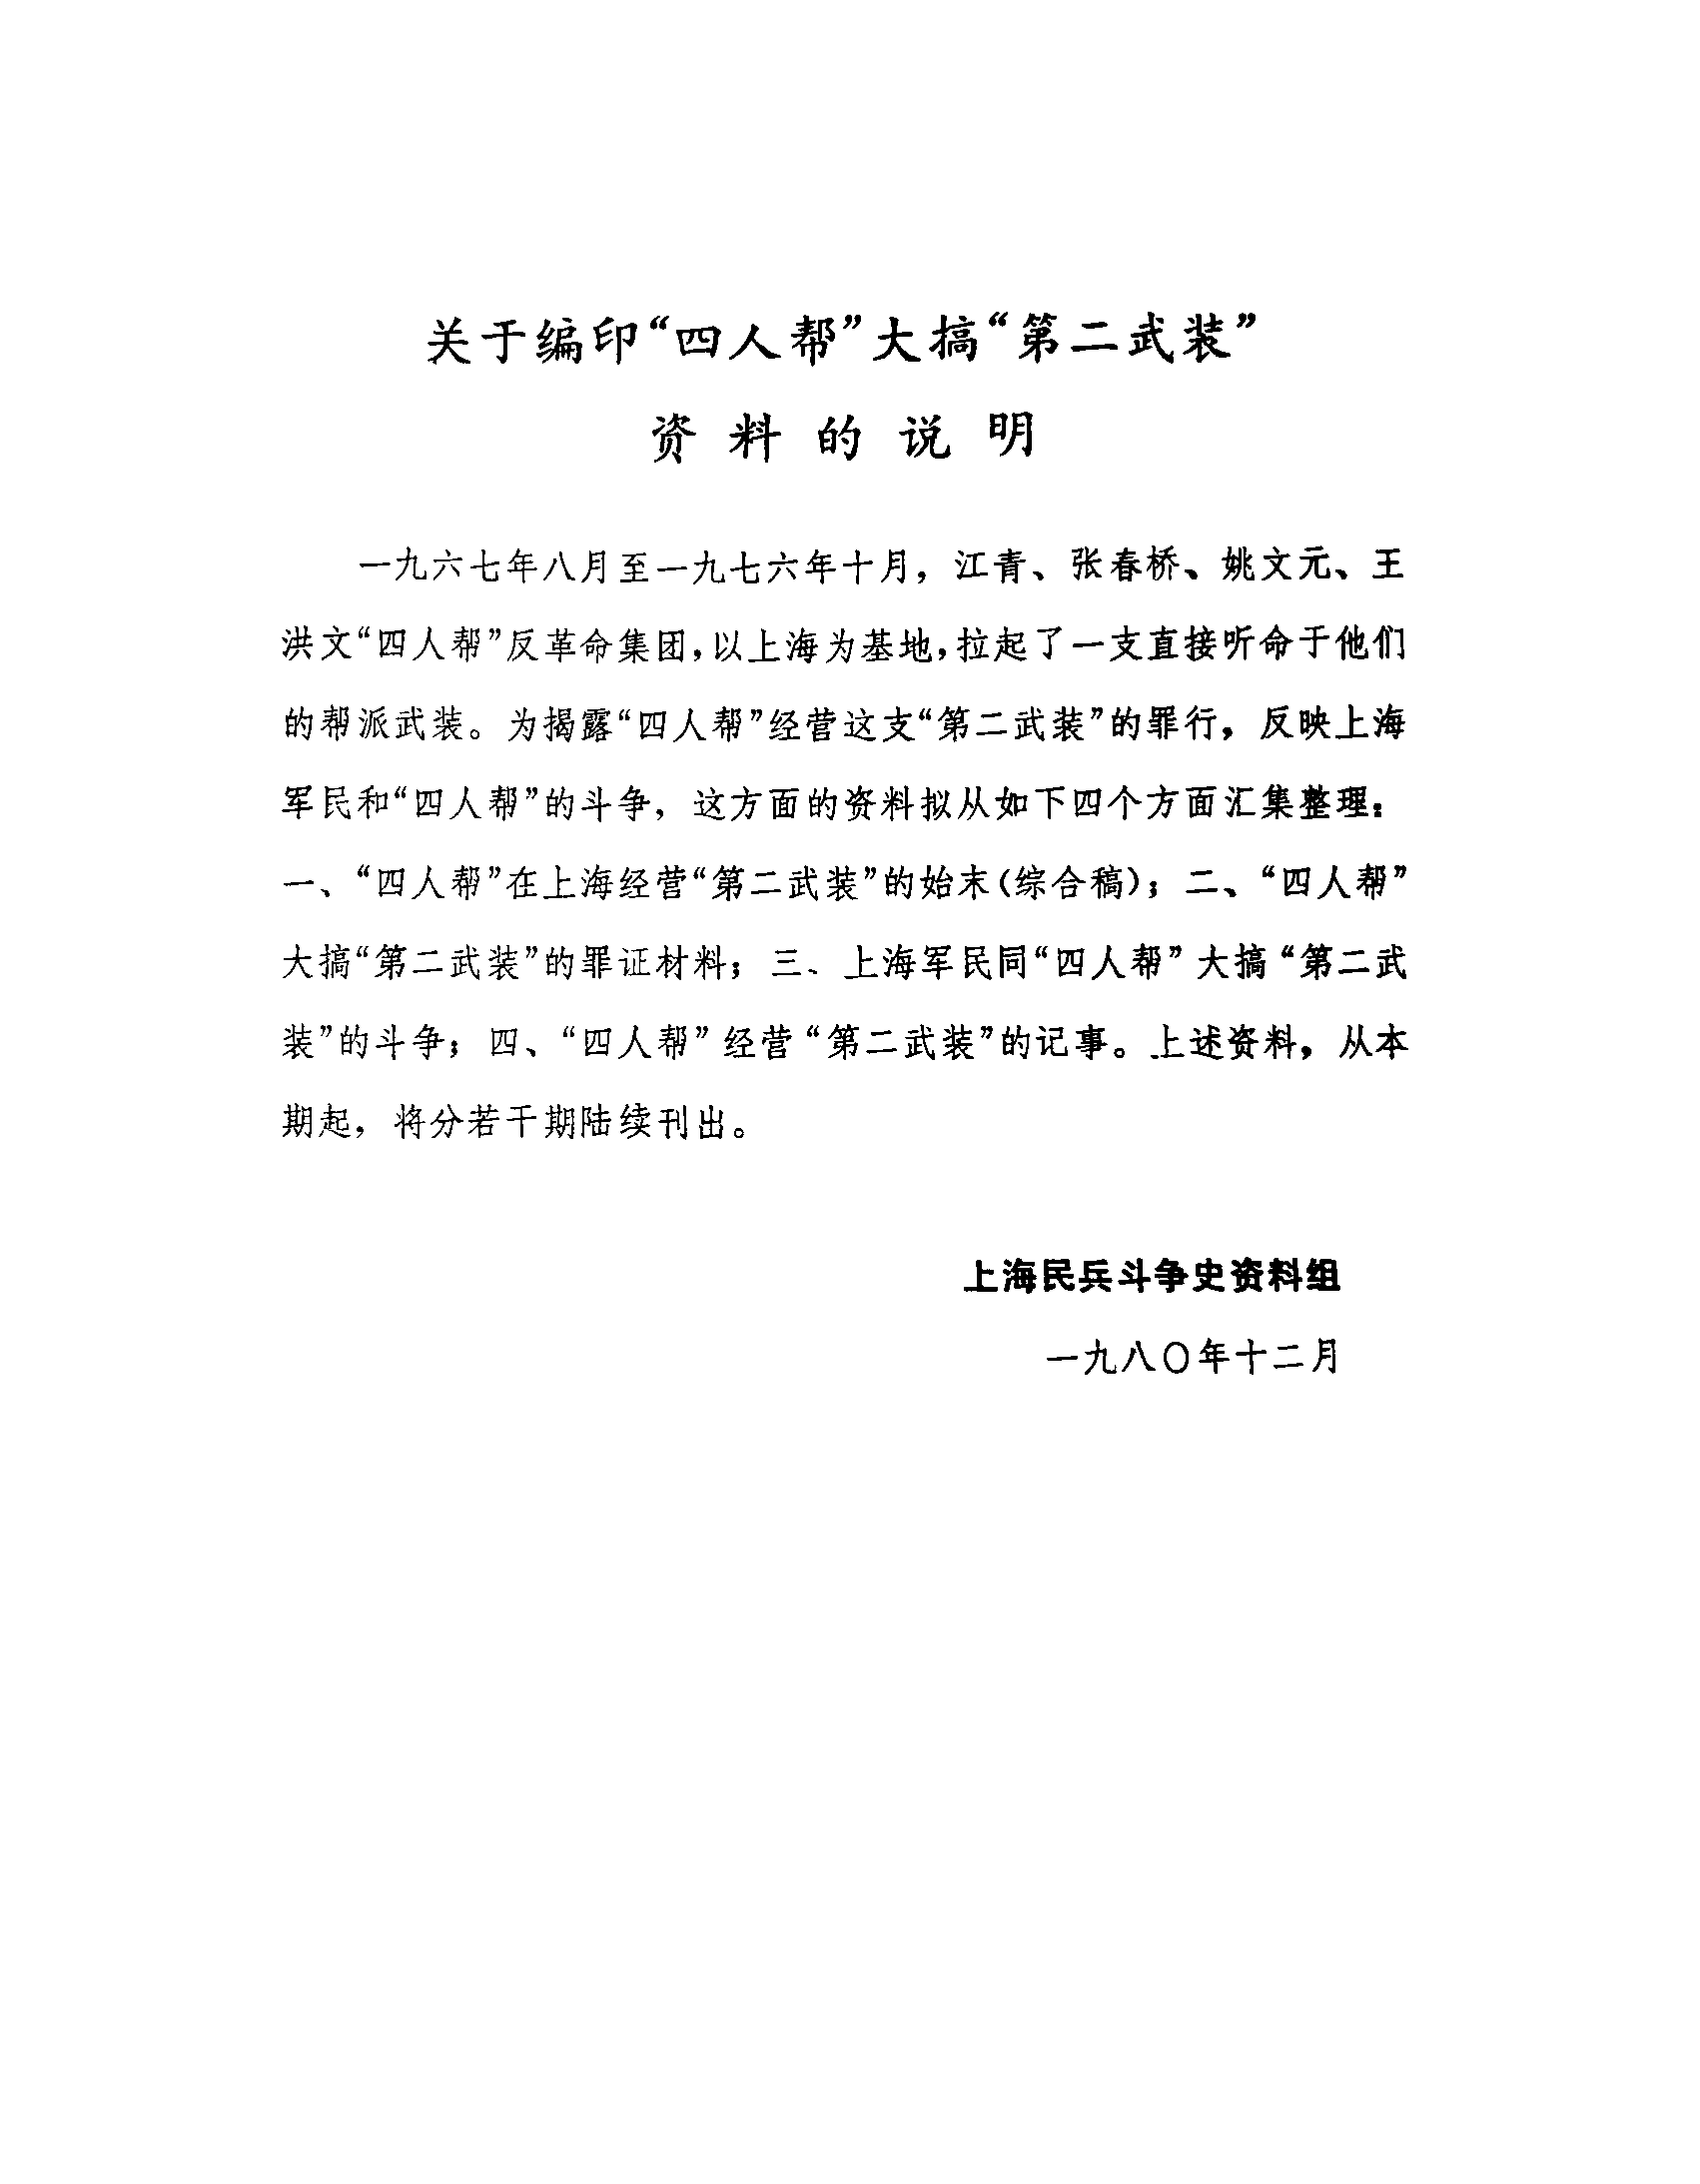 关于编印“四人帮”大搞“第二武装”
资料的说明
一九六七年八月至一九七六年十月，江青、张春桥、姚文元、王
洪文“四人帮”反革命集团，以上海为基地，拉起了一支直接听命于他们
的帮派武装。为揭露“四人帮”经营这支“第二武装”的罪行，反映上海
军民和“四人帮”的斗争，这方面的资料拟从如下四个方面汇集整理：
一、“四人帮”在上海经营“第二武装”的始末（综合稿）；二、“四人帮”
大搞“第二武装”的罪证材料；三、上海军民同“四人帮”大搞“第二武
装”的斗争；四、“四人帮”经营“第二武装”的记事。上述资料，从本
期起，将分若干期陆续刊出。
上海民兵斗争史资料组
一九八〇年十二月